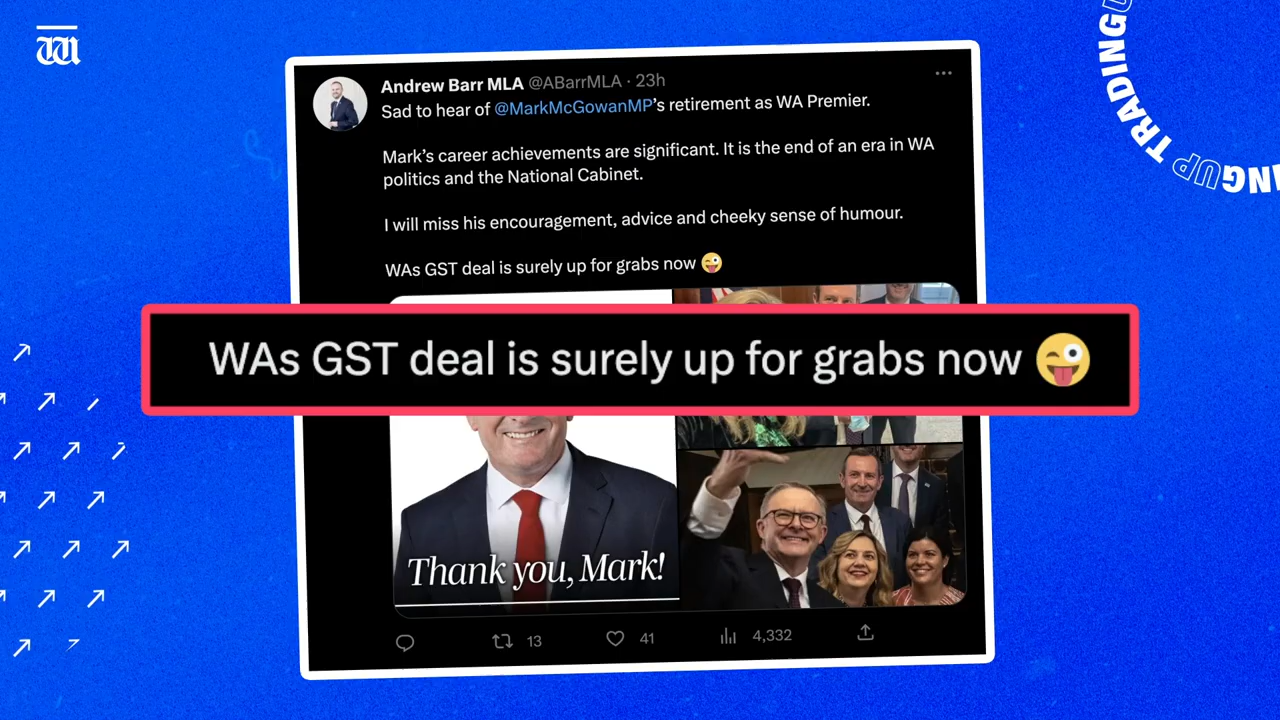 W
Andrew Barr MLA @ABarrMLA · 23h
Sad to hear of @MarkMcGowanMP's retirement as WA Premier.
Mark's career achievements are significant. It is the end of an era in WA
politics and the National Cabinet.
I will miss his encouragement, advice and cheeky sense of humour.
WAs GST deal is surely up for grabs now 😜
WAs GST deal is surely up for grabs now 😜
Thank you, Mark!
13
41
4,332
TRADING
UP